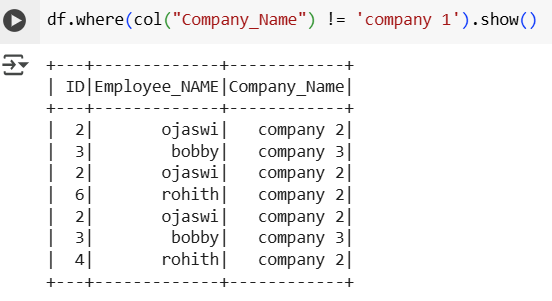 df.where(col("Company_Name") != 'company 1').show()
+---+-------------+------------+
| ID|Employee_NAME|Company_Name|
+---+-------------+------------+
|  2|       ojaswi|   company 2|
|  3|        bobby|   company 3|
|  2|       ojaswi|   company 2|
|  6|       rohith|   company 2|
|  2|       ojaswi|   company 2|
|  3|        bobby|   company 3|
|  4|       rohith|   company 2|
+---+-------------+------------+